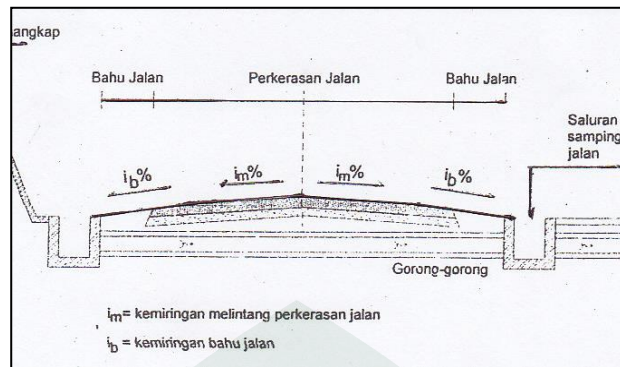 angkap
Bahu Jalan Perkerasan Jalan Bahu Jalan
Saluran
samping
jalan
ib% im% im% ib%
Gorong-gorong
im= kemiringan melintang perkerasan jalan
ib = kemiringan bahu jalan